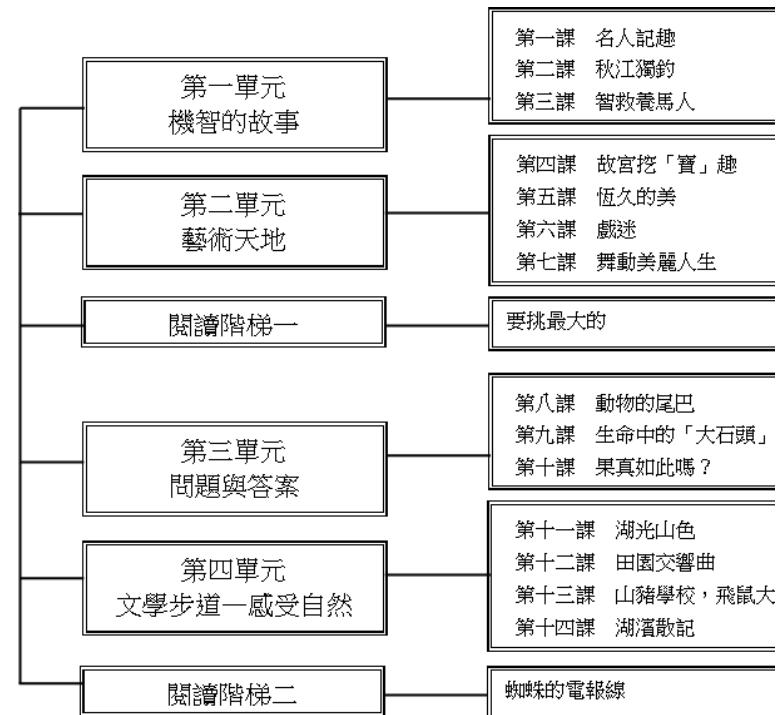 第一單元
機智的故事
第一課 名人記趣
第二課 秋江獨釣
第三課 智救養馬人
第二單元
藝術天地
第四課 故宮挖「寶」趣
第五課 恆久的美
第六課 戲迷
第七課 舞動美麗人生
閱讀階梯一
要挑最大的
第三單元
問題與答案
第八課 動物的尾巴
第九課 生命中的「大石頭」
第十課 果真如此嗎？
第四單元
文學步道—感受自然
第十一課 湖光山色
第十二課 田園交響曲
第十三課 山豬學校，飛鼠大
第十四課 湖濱散記
閱讀階梯二
蜘蛛的電報線